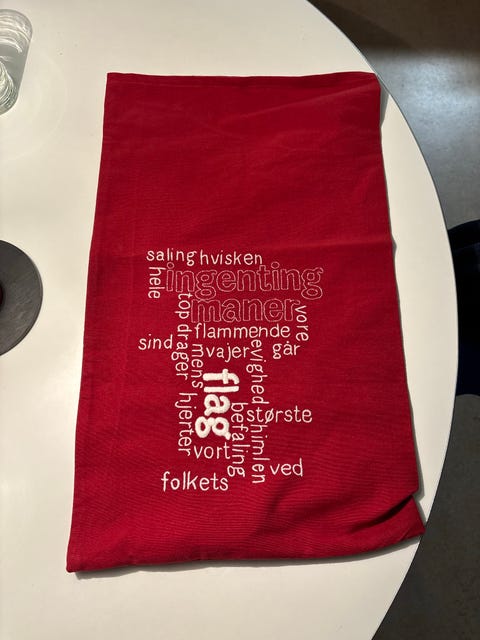 saling hvisken
hele
ingenting
maner
top
vore
flammende
sind
drager
vajer
går
mens
evighed
flag
hjerter
befaling
største
himlen
vort
ved
folkets